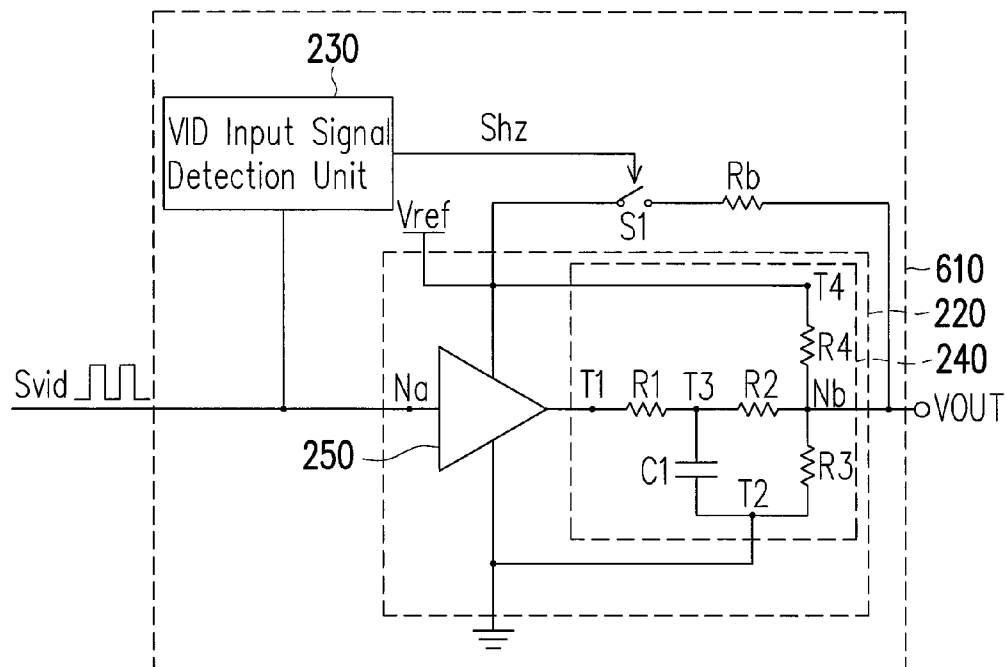 230
VID Input Signal
Detection Unit
Shz
Vref
S1
Rb
610
T4
220
R4
240
Svid
Na
T1
R1
T3
R2
Nb
VOUT
250
C1
T2
R3